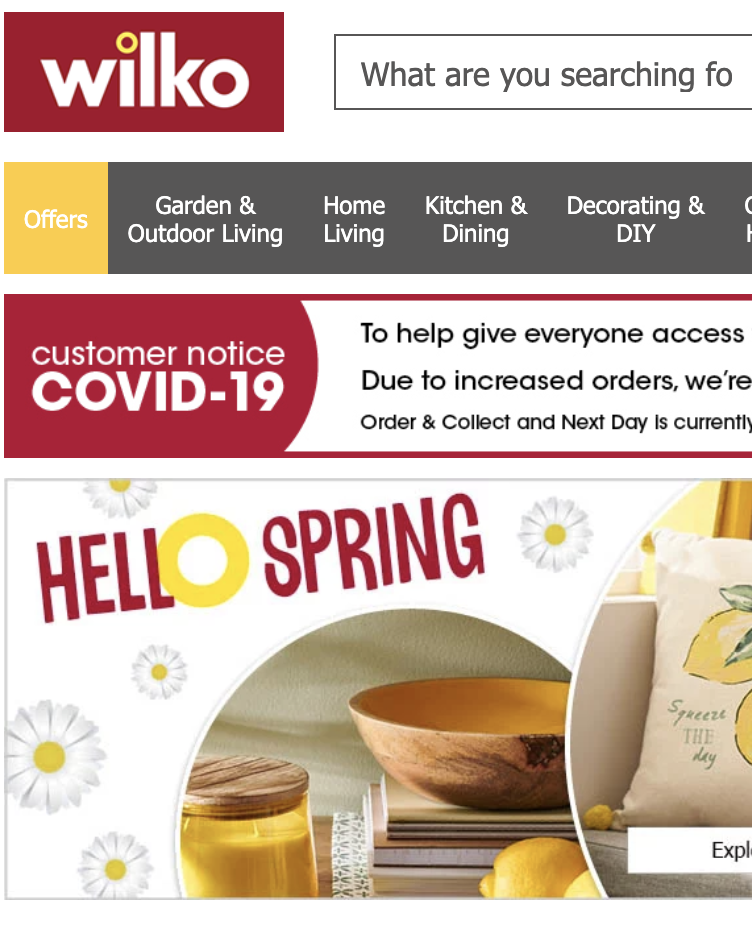 wilko
What are you searching fo
Offers
Garden &
Outdoor Living
Home
Living
Kitchen &
Dining
Decorating &
DIY
customer notice
COVID-19
To help give everyone access
Due to increased orders, we're
Order & Collect and Next Day is currently
HELLO SPRING
Squeeze
THE
day
Expl